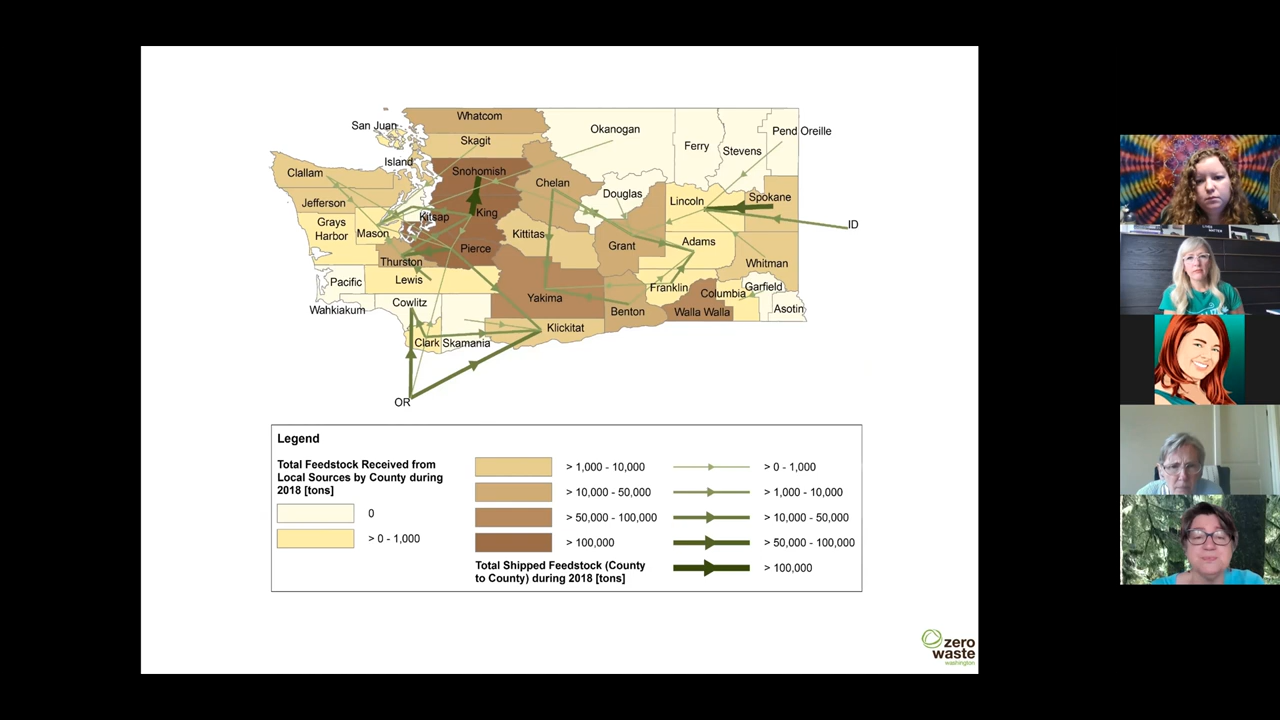 Whatcom
San Juan
Skagit
Okanogan
Pend Oreille
Ferry
Stevens
Island
Clallam
Snohomish
Chelan
Douglas
Lincoln
Spokane
Jefferson
Kitsap
King
Grays
Harbor
Mason
Kittitas
Grant
Adams
ID
Pierce
Thurston
Whitman
Lewis
Pacific
Franklin
Columbia
Garfield
Yakima
Cowlitz
Wahkiakum
Benton
Walla Walla
Asotin
Klickitat
Clark
Skamania
OR
Legend
Total Feedstock Received from
Local Sources by County during
2018 [tons]
0
> 0 - 1,000
> 1,000 - 10,000
> 10,000 - 50,000
> 50,000 - 100,000
> 100,000
Total Shipped Feedstock (County
to County) during 2018 [tons]
> 0 - 1,000
> 1,000 - 10,000
> 10,000 - 50,000
> 50,000 - 100,000
> 100,000
zero
waste
washington